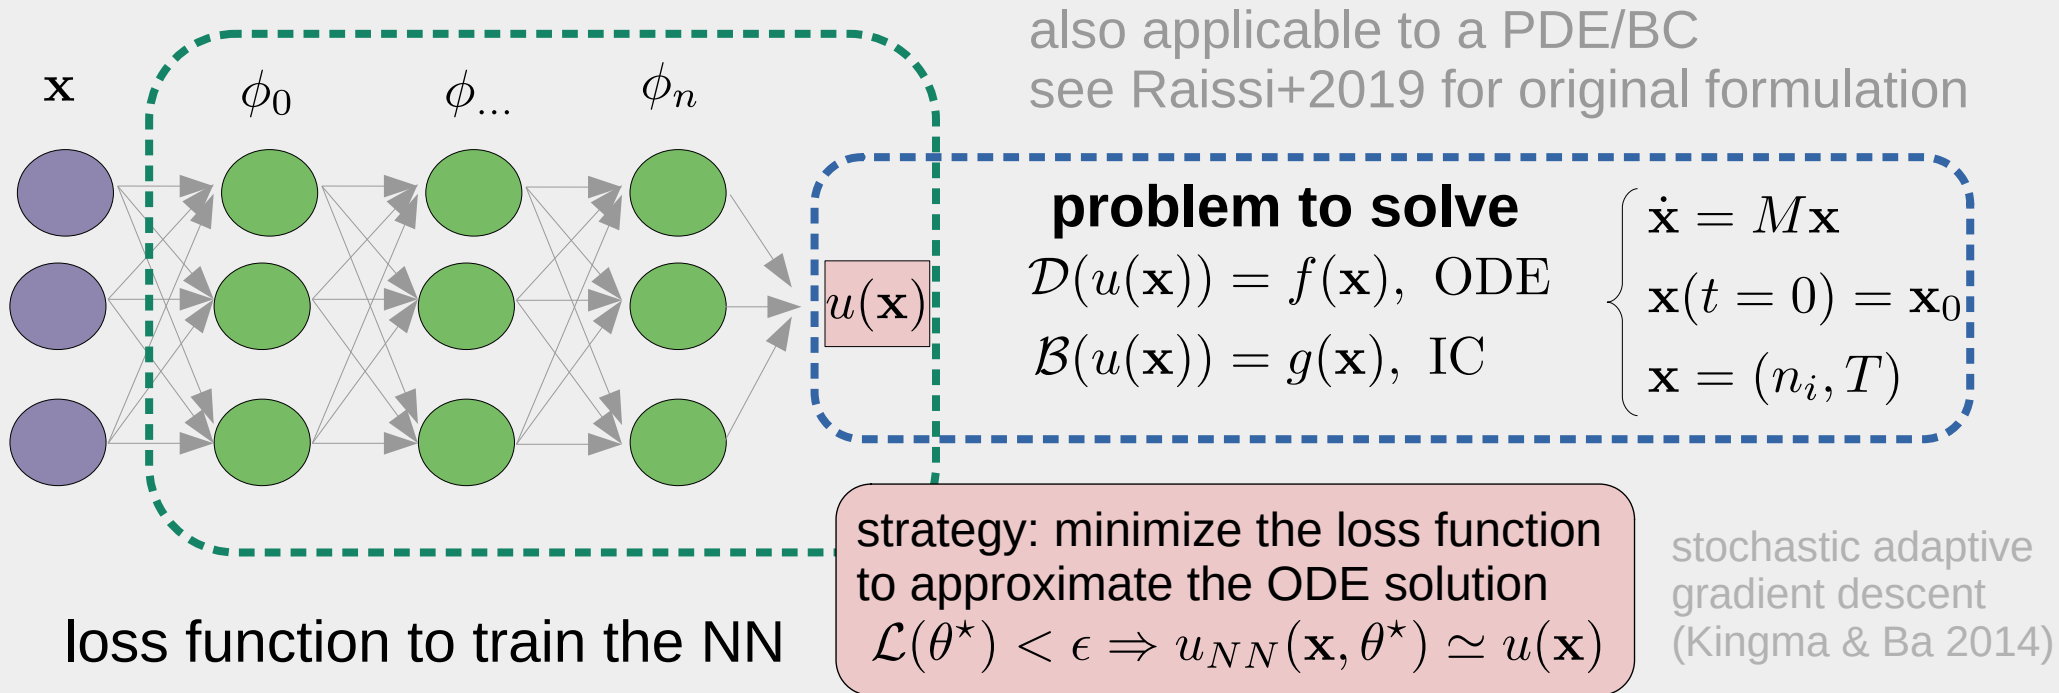 also applicable to a PDE/BC
see Raissi+2019 for original formulation
𝐱 ϕ₀ ϕ... ϕₙ
problem to solve
𝒟(u(𝐱)) = f(𝐱), ODE
ℬ(u(𝐱)) = g(𝐱), IC
𝐱̇ = M𝐱
𝐱(t = 0) = 𝐱₀
𝐱 = (nᵢ, T)
u(𝐱)
strategy: minimize the loss function
to approximate the ODE solution
ℒ(θ⋆) < ϵ ⇒ u_{NN}(𝐱, θ⋆) ≃ u(𝐱)
stochastic adaptive
gradient descent
(Kingma & Ba 2014)
loss function to train the NN